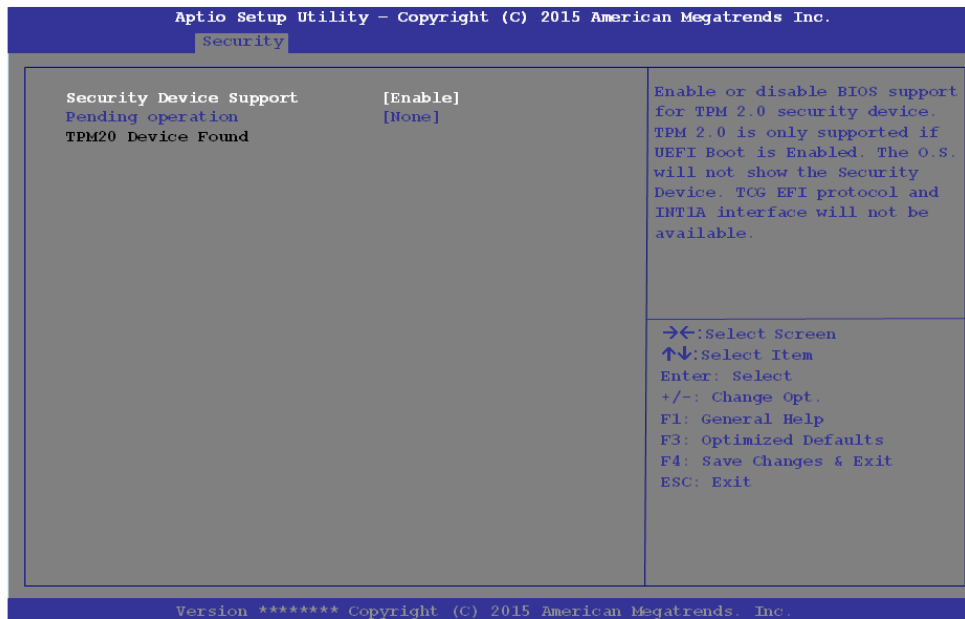 Aptio Setup Utility – Copyright (C) 2015 American Megatrends Inc.
Security
Security Device Support [Enable]
Pending operation [None]
TPM20 Device Found
Enable or disable BIOS support
for TPM 2.0 security device.
TPM 2.0 is only supported if
UEFI Boot is Enabled. The O.S.
will not show the Security
Device. TCG EFI protocol and
INT1A interface will not be
available.
→←:Select Screen
↑↓:Select Item
Enter: Select
+/-: Change Opt.
F1: General Help
F3: Optimized Defaults
F4: Save Changes & Exit
ESC: Exit
Version ******** Copyright (C) 2015 American Megatrends. Inc.